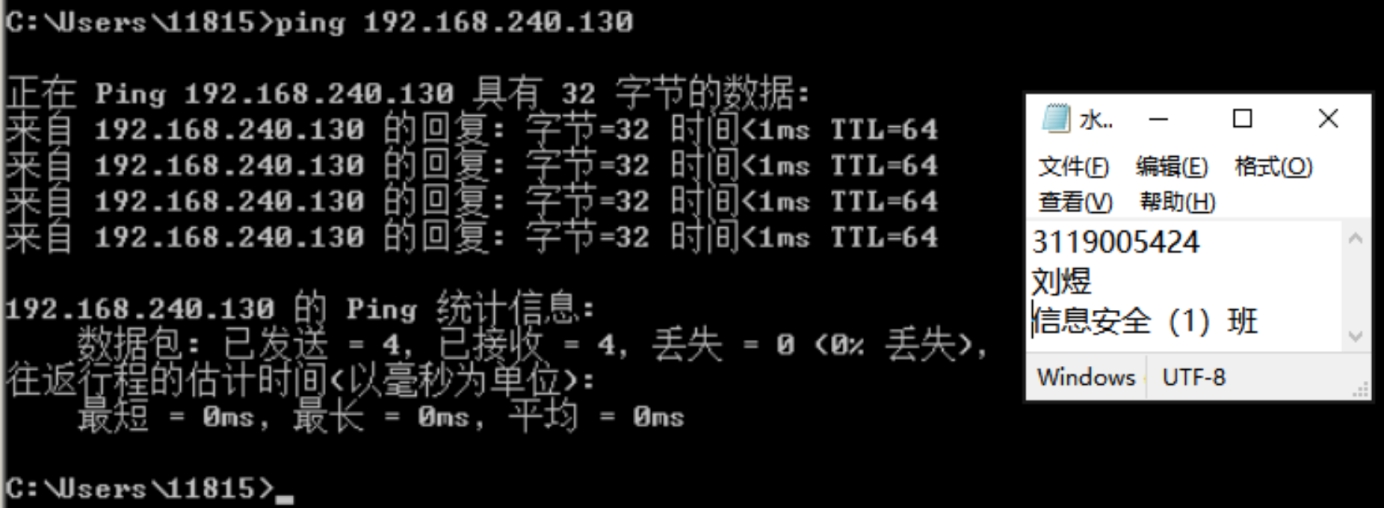 C:\Users\11815>ping 192.168.240.130
正在 Ping 192.168.240.130 具有 32 字节的数据:
来自 192.168.240.130 的回复: 字节=32 时间<1ms TTL=64
来自 192.168.240.130 的回复: 字节=32 时间<1ms TTL=64
来自 192.168.240.130 的回复: 字节=32 时间<1ms TTL=64
来自 192.168.240.130 的回复: 字节=32 时间<1ms TTL=64
192.168.240.130 的 Ping 统计信息:
数据包: 已发送 = 4, 已接收 = 4, 丢失 = 0 (0% 丢失),
往返行程的估计时间(以毫秒为单位):
最短 = 0ms, 最长 = 0ms, 平均 = 0ms
C:\Users\11815>
水..
文件(F) 编辑(E) 格式(O)
查看(V) 帮助(H)
3119005424
刘煜
信息安全（1）班
Windows UTF-8